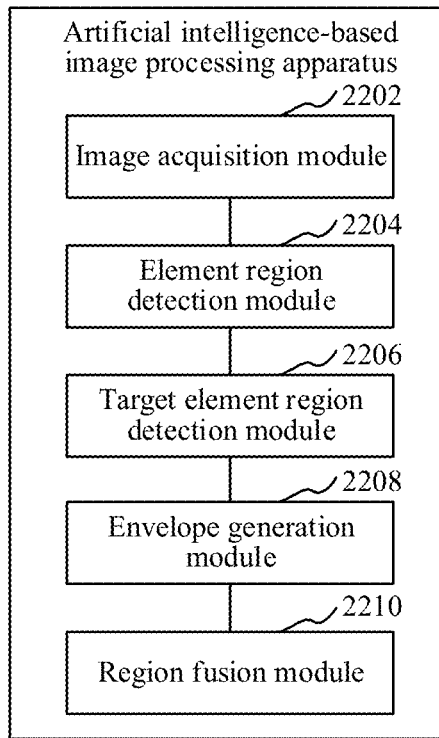 Artificial intelligence-based
image processing apparatus
2202
Image acquisition module
2204
Element region
detection module
2206
Target element region
detection module
2208
Envelope generation
module
2210
Region fusion module